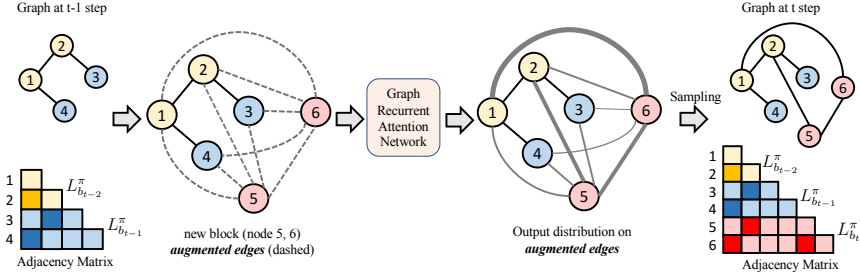 Graph at t-1 step
2
1
3
4
1
2
3
4
L^π_{b_{t-2}}
L^π_{b_{t-1}}
Adjacency Matrix
2
1
3
6
4
5
new block (node 5, 6)
augmented edges (dashed)
Graph
Recurrent
Attention
Network
2
1
3
6
4
5
Output distribution on
augmented edges
Sampling
Graph at t step
2
1
3
6
4
5
1
2
3
4
5
6
L^π_{b_{t-2}}
L^π_{b_{t-1}}
L^π_{b_t}
Adjacency Matrix